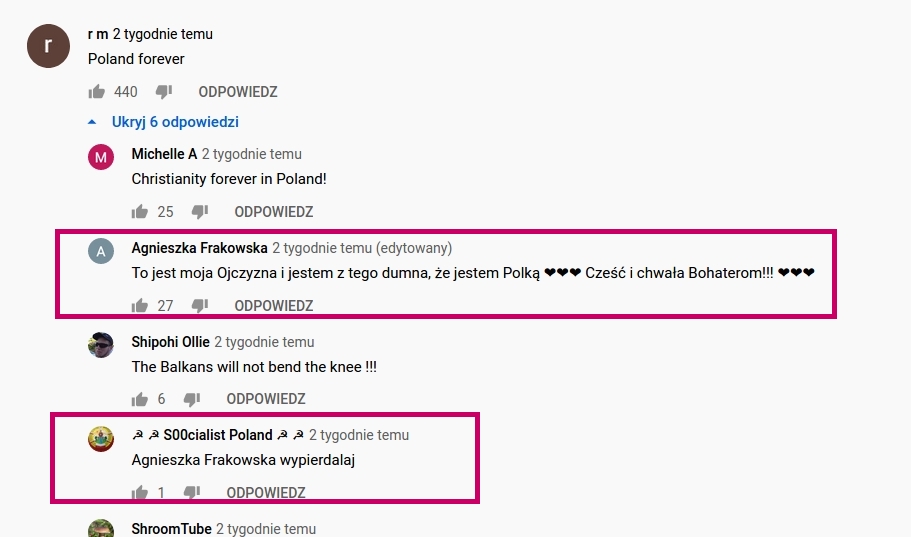 r
r m 2 tygodnie temu
Poland forever
440 ODPOWIEDZ
Ukryj 6 odpowiedzi
M
Michelle A 2 tygodnie temu
Christianity forever in Poland!
25 ODPOWIEDZ
A
Agnieszka Frakowska 2 tygodnie temu (edytowany)
To jest moja Ojczyzna i jestem z tego dumna, że jestem Polką ❤❤❤ Cześć i chwała Bohaterom!!! ❤❤❤
27 ODPOWIEDZ
Shipohi Ollie 2 tygodnie temu
The Balkans will not bend the knee !!!
6 ODPOWIEDZ
☭ ☭ S00cialist Poland ☭ ☭ 2 tygodnie temu
Agnieszka Frakowska wypierdalaj
1 ODPOWIEDZ
ShroomTube 2 tygodnie temu